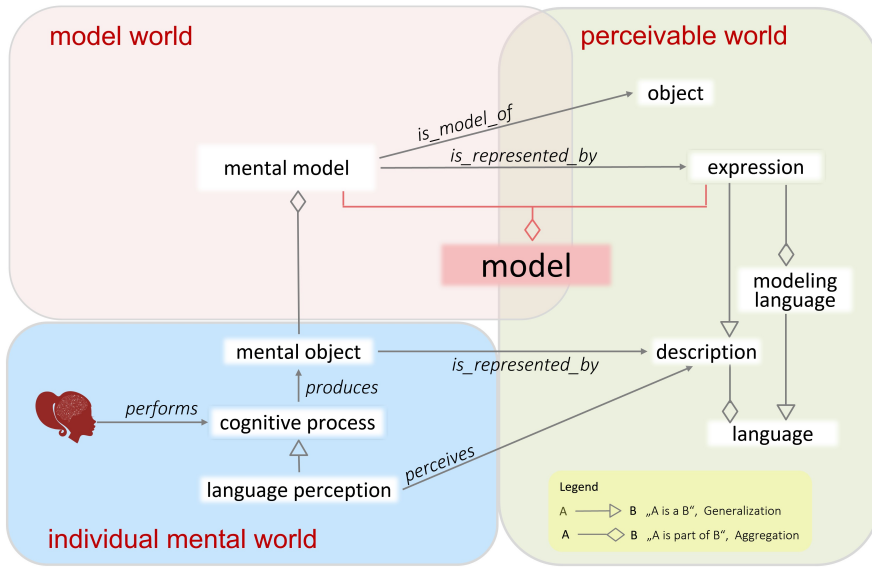 model world
perceivable world
object
is_model_of
is_represented_by
mental model
expression
model
modeling
language
mental object
is_represented_by
description
produces
performs
cognitive process
perceives
language
language perception
individual mental world
Legend
A B „A is a B“, Generalization
A B „A is part of B“, Aggregation